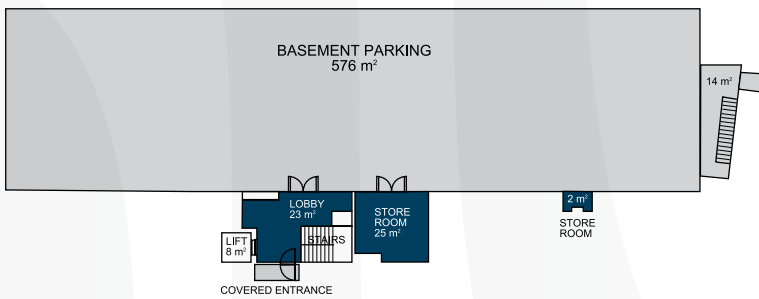 BASEMENT PARKING
576 m²
14 m²
LOBBY
23 m²
STORE
ROOM
25 m²
2 m²
STORE
ROOM
STAIRS
LIFT
8 m²
COVERED ENTRANCE